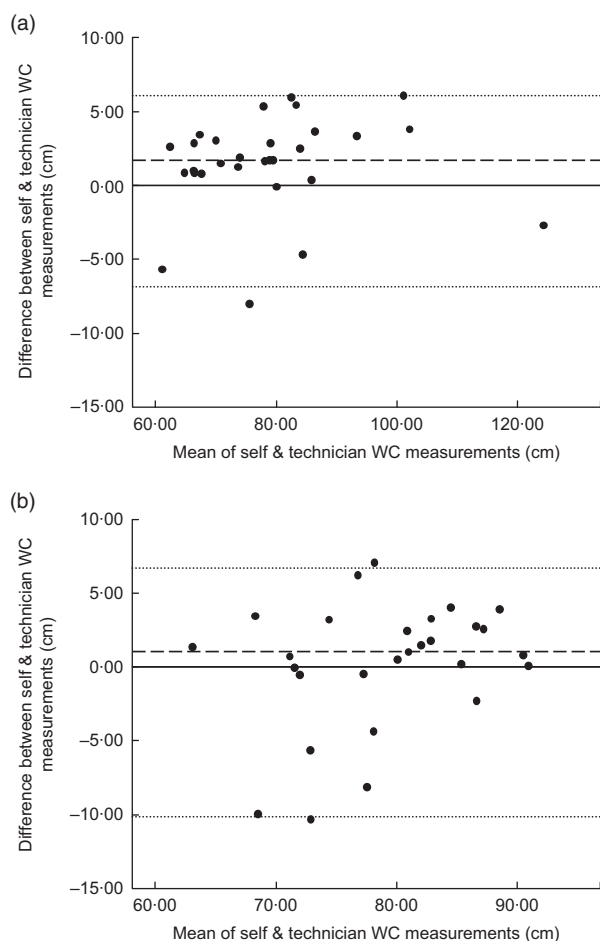 (a)
10·00
5·00
0·00
–5·00
–10·00
–15·00
Difference between self & technician WC
measurements (cm)
60·00 80·00 100·00 120·00
Mean of self & technician WC measurements (cm)
(b)
10·00
5·00
0·00
–5·00
–10·00
–15·00
Difference between self & technician WC
measurements (cm)
60·00 70·00 80·00 90·00
Mean of self & technician WC measurements (cm)